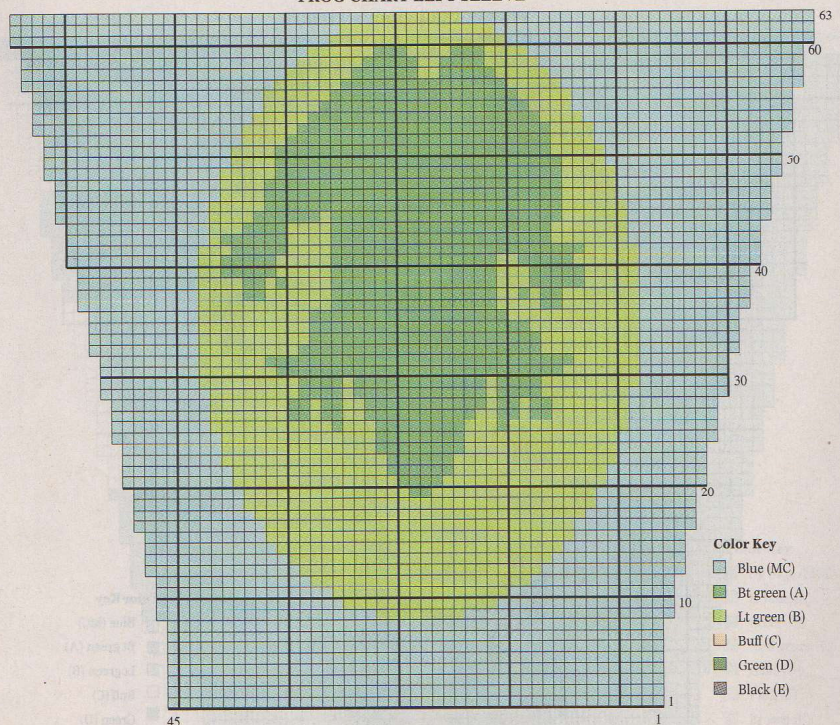 63
60
50
40
30
20
Color Key
Blue (MC)
Bt green (A)
10
Lt green (B)
Buff (C)
Green (D)
Black (E)
1
45
1